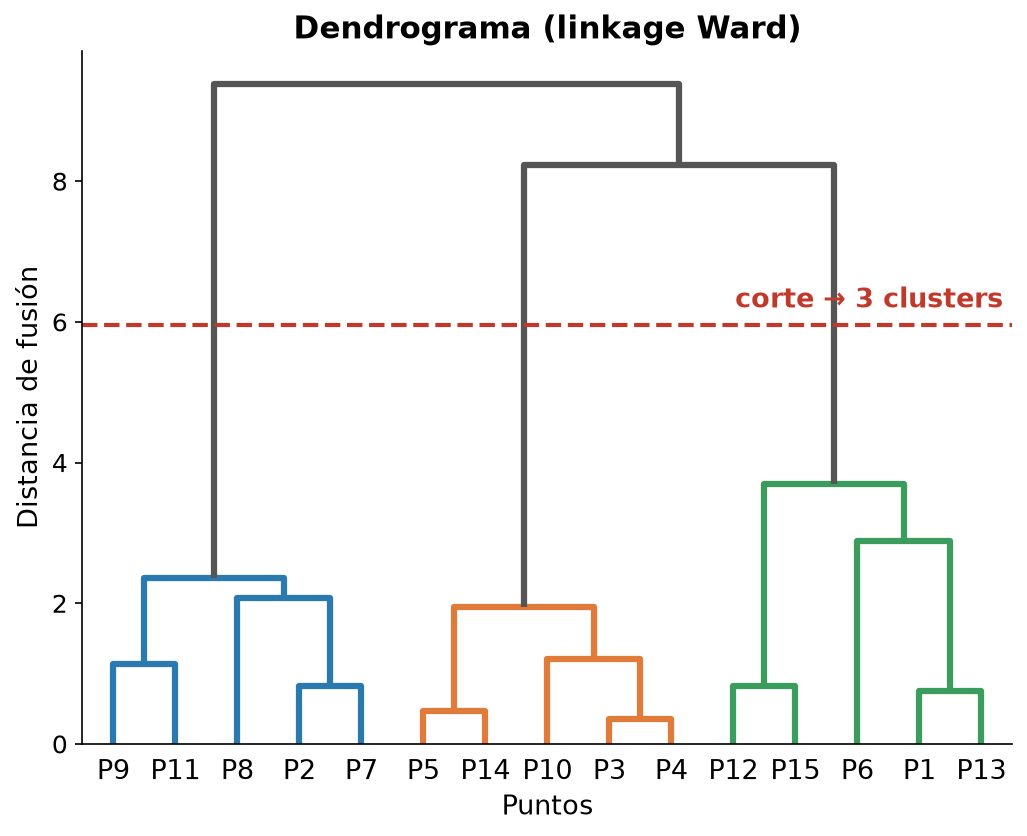 Dendrograma (linkage Ward)
Distancia de fusión
8
6
4
2
0
corte → 3 clusters
P9 P11 P8 P2 P7 P5 P14 P10 P3 P4 P12 P15 P6 P1 P13
Puntos